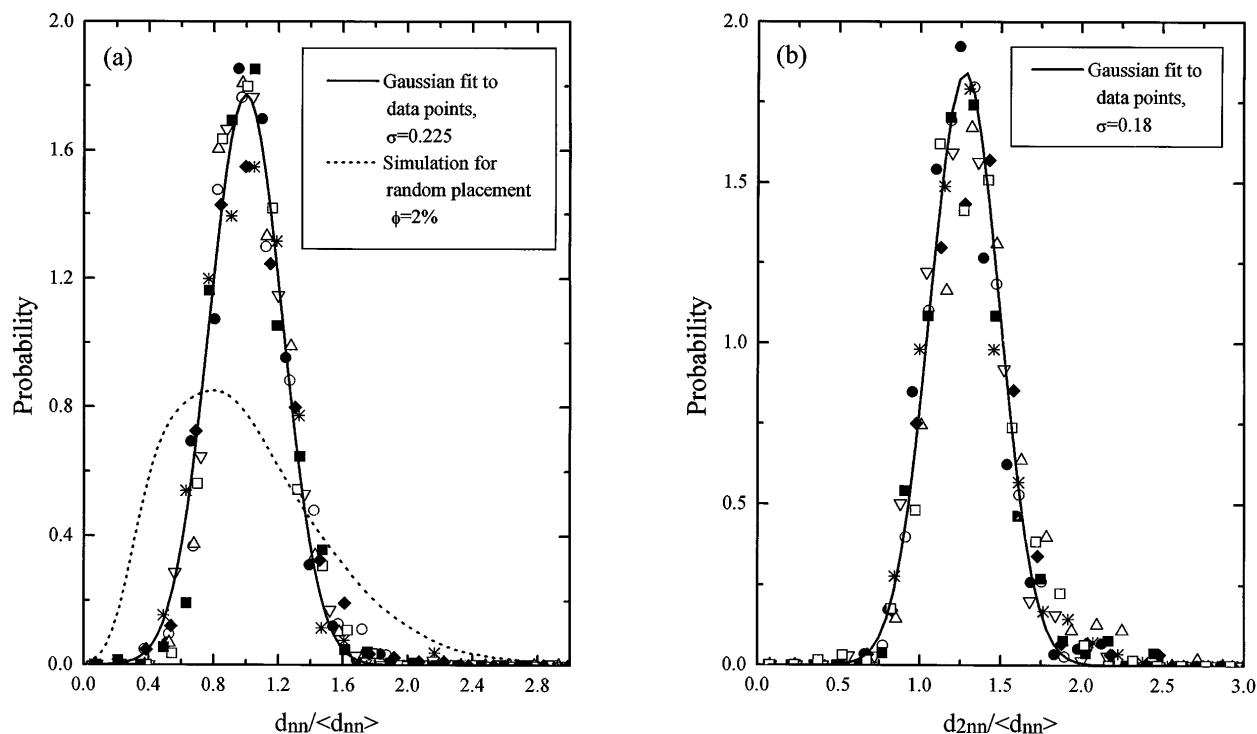 (a)
Gaussian fit to
data points,
σ=0.225
Simulation for
random placement
ϕ=2%
Probability
2.0
1.6
1.2
0.8
0.4
0.0
0.0 0.4 0.8 1.2 1.6 2.0 2.4 2.8
dnn/<dnn>
(b)
Gaussian fit to
data points,
σ=0.18
Probability
2.0
1.5
1.0
0.5
0.0
0.0 0.5 1.0 1.5 2.0 2.5 3.0
d2nn/<dnn>